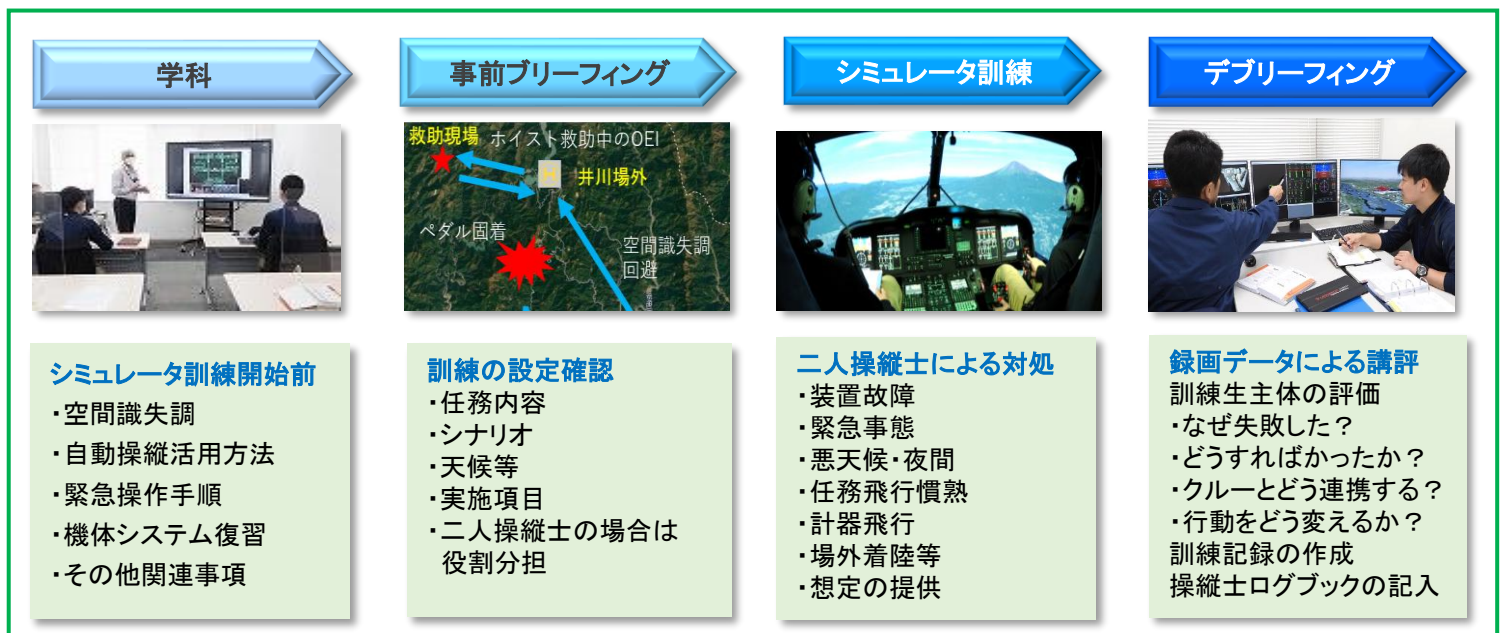 学科
事前ブリーフィング
シミュレータ訓練
デブリーフィング
救助現場
ホイスト救助中のOEI
H
井川場外
ペダル固着
空間識失調
回避
シミュレータ訓練開始前
・空間識失調
・自動操縦活用方法
・緊急操作手順
・機体システム復習
・その他関連事項
訓練の設定確認
・任務内容
・シナリオ
・天候等
・実施項目
・二人操縦士の場合は
役割分担
二人操縦士による対処
・装置故障
・緊急事態
・悪天候・夜間
・任務飛行慣熟
・計器飛行
・場外着陸等
・想定の提供
録画データによる講評
訓練生主体の評価
・なぜ失敗した？
・どうすればかったか？
・クルーとどう連携する？
・行動をどう変えるか？
訓練記録の作成
操縦士ログブックの記入